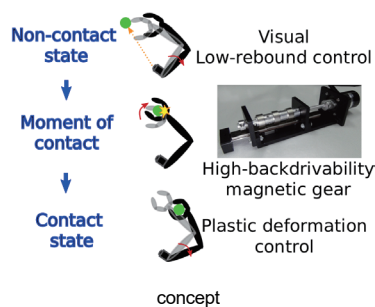 Non-contact
state
Visual
Low-rebound control
Moment of
contact
High-backdrivability
magnetic gear
Contact
state
Plastic deformation
control
concept